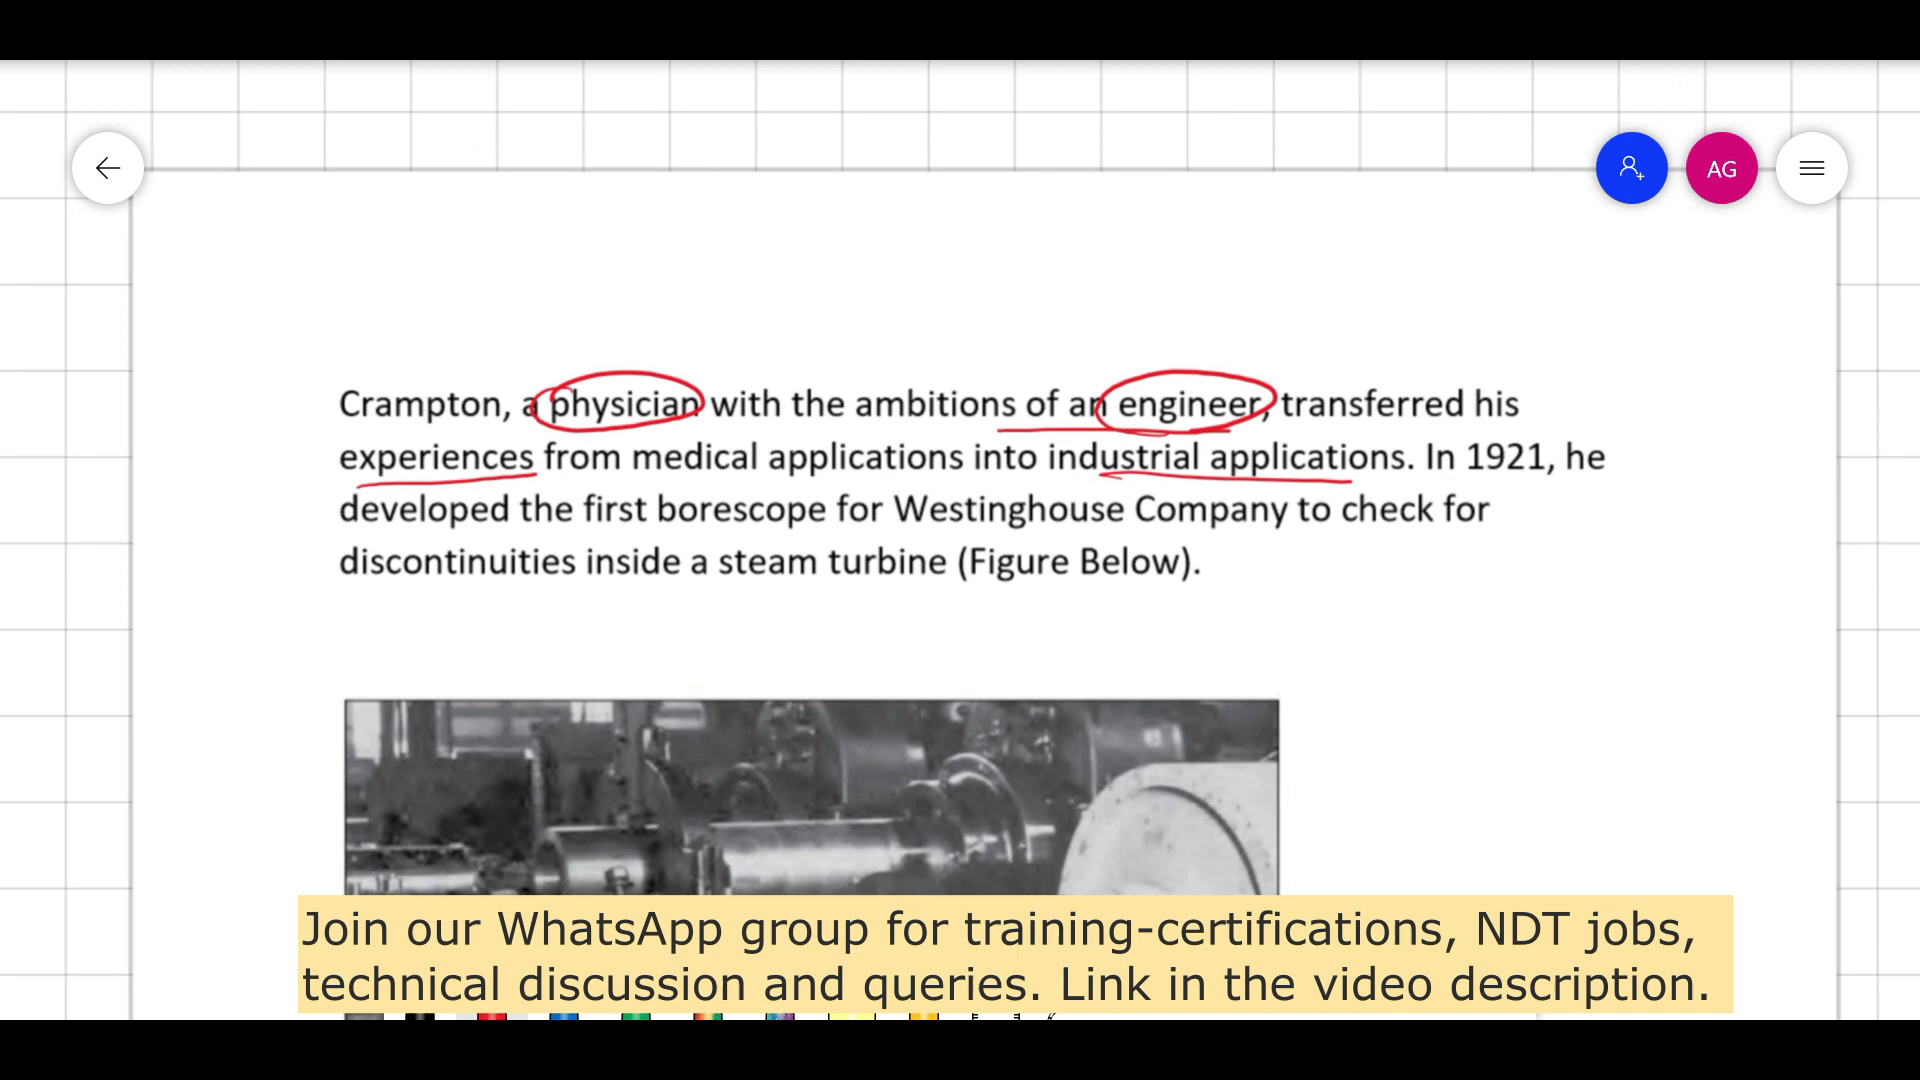 AG
Crampton, a physician with the ambitions of an engineer, transferred his
experiences from medical applications into industrial applications. In 1921, he
developed the first borescope for Westinghouse Company to check for
discontinuities inside a steam turbine (Figure Below).
Join our WhatsApp group for training-certifications, NDT jobs,
technical discussion and queries. Link in the video description.